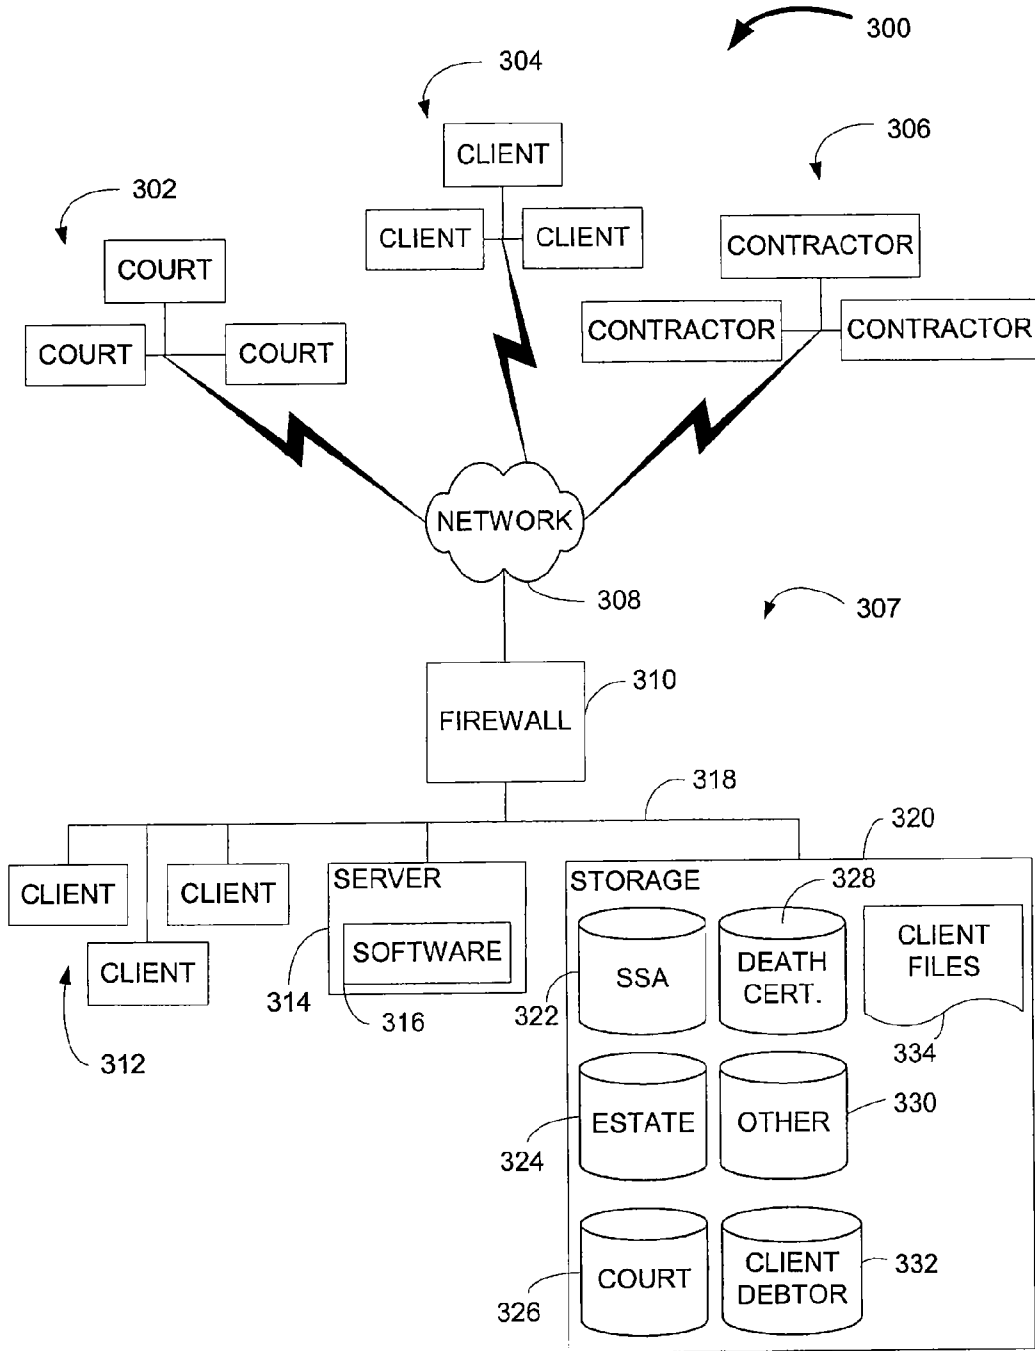 300
304
CLIENT
306
302
CLIENT
CLIENT
CONTRACTOR
COURT
CONTRACTOR
CONTRACTOR
COURT
COURT
NETWORK
308
307
310
FIREWALL
318
320
CLIENT
CLIENT
SERVER
STORAGE
328
SOFTWARE
CLIENT
FILES
CLIENT
SSA
DEATH
CERT.
314
316
322
334
312
ESTATE
OTHER
330
324
COURT
CLIENT
DEBTOR
332
326